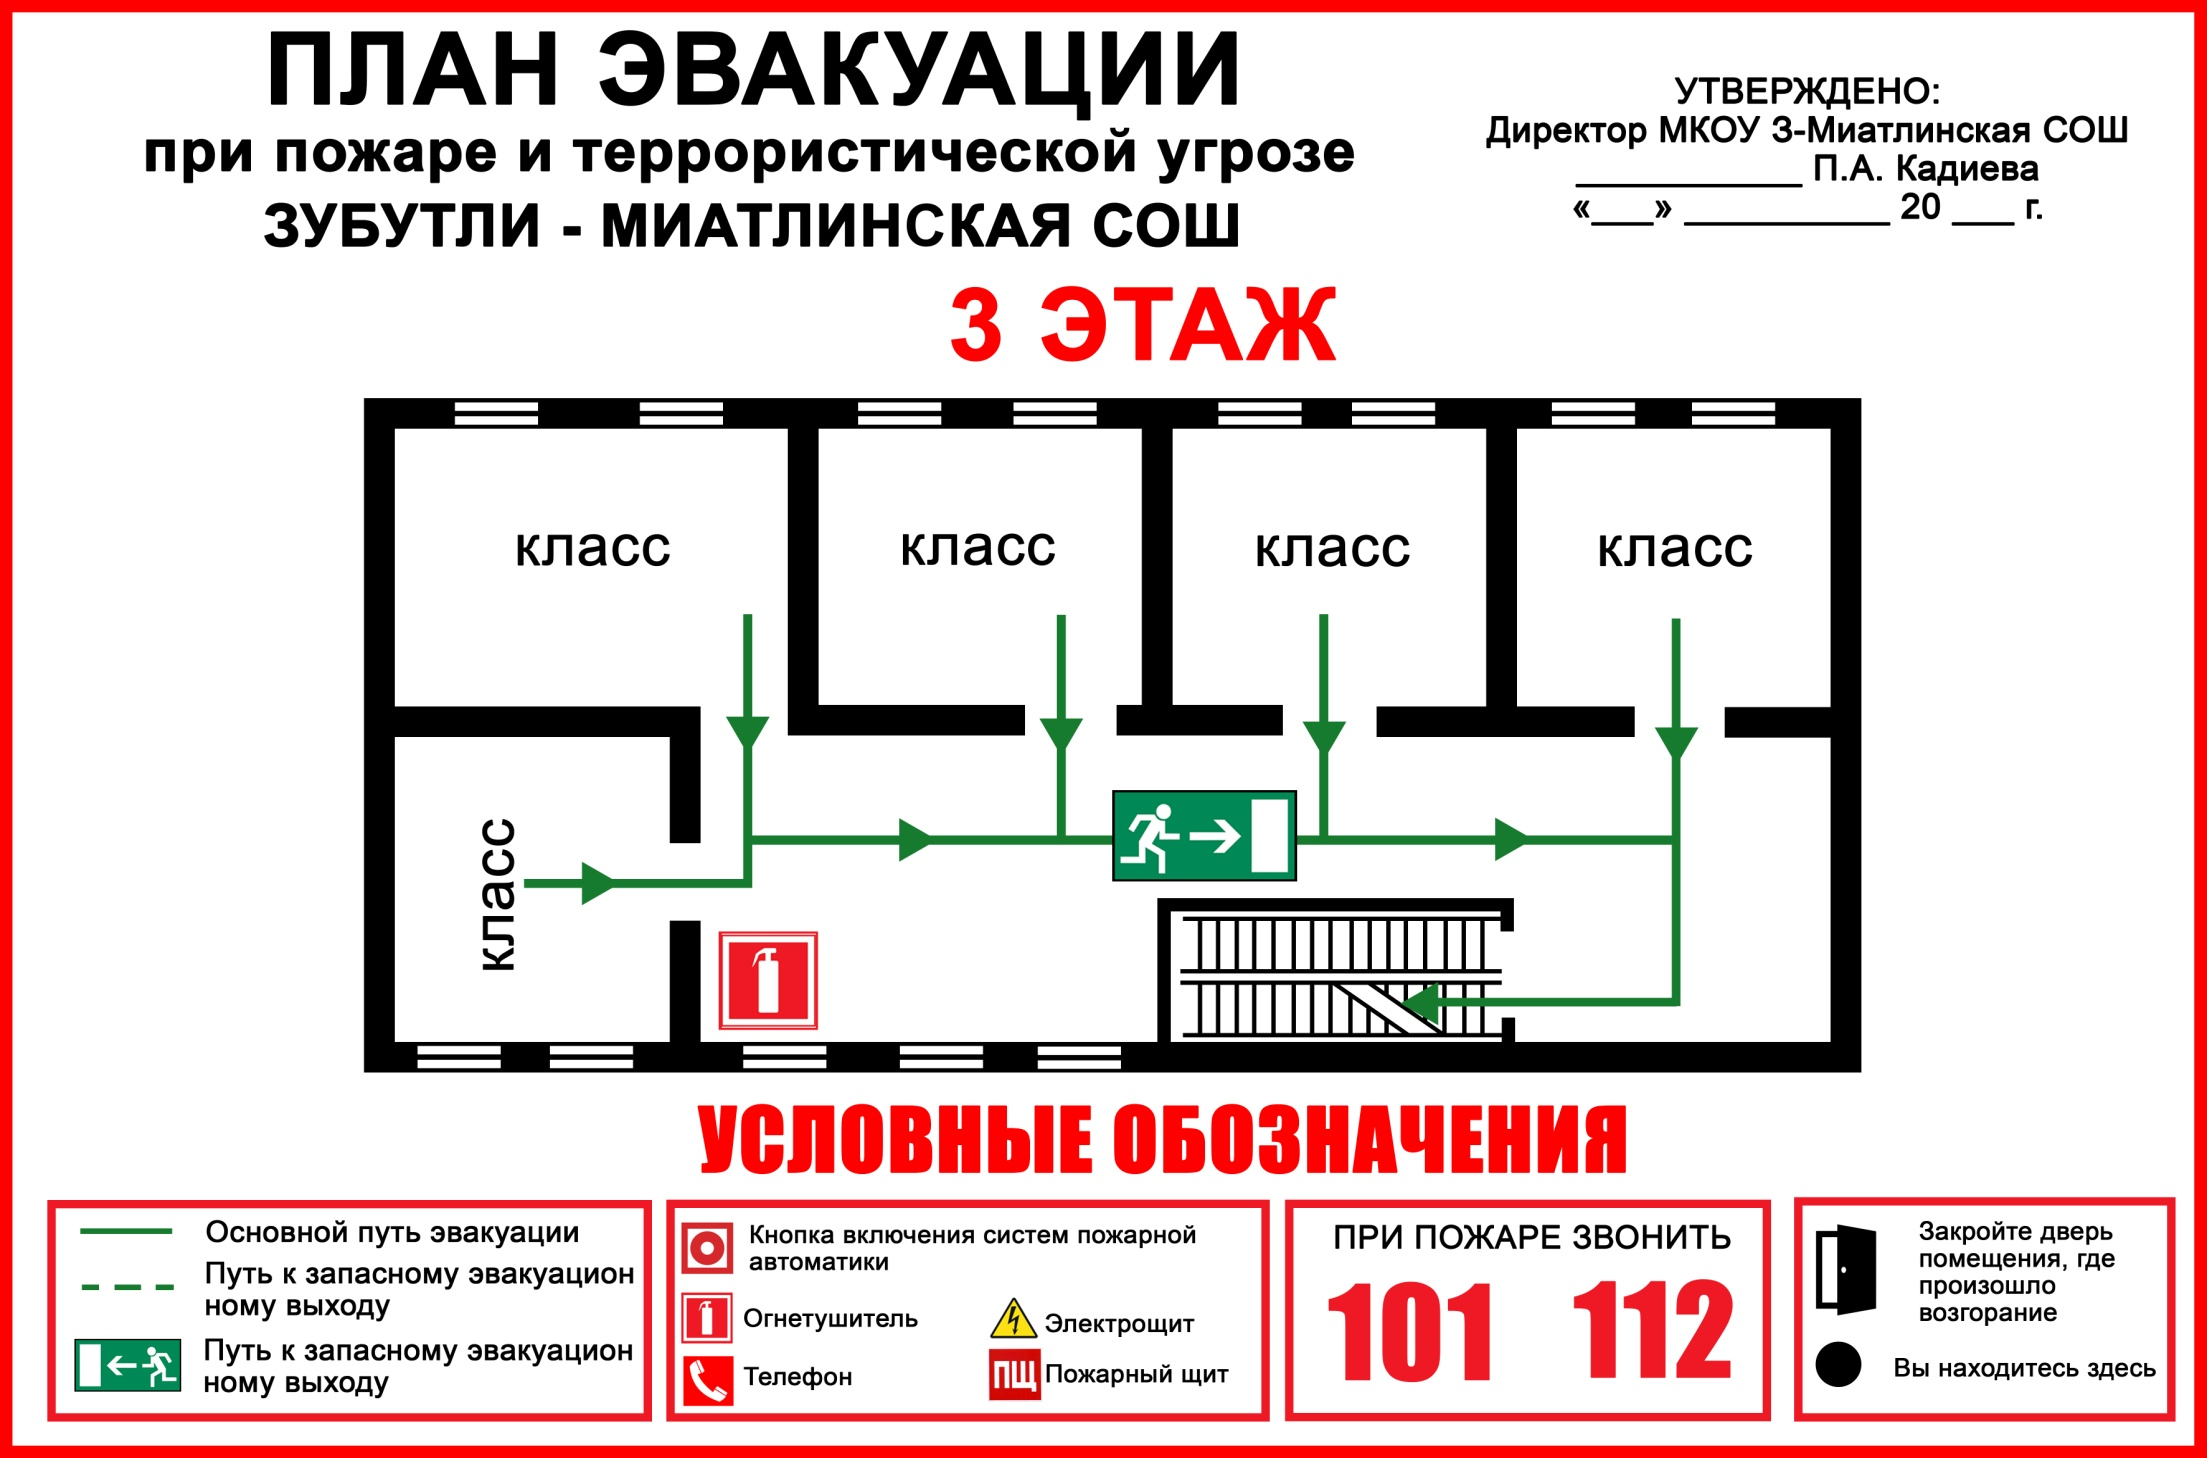 ПЛАН ЭВАКУАЦИИ
при пожаре и террористической угрозе
ЗУБУТЛИ - МИАТЛИНСКАЯ СОШ
УТВЕРЖДЕНО:
Директор МКОУ З-Миатлинская СОШ
_____________ П.А. Кадиева
«___» __________ 20 ___ г.
3 ЭТАЖ
класс
класс
класс
класс
класс
УСЛОВНЫЕ ОБОЗНАЧЕНИЯ
Основной путь эвакуации
Путь к запасному эвакуацион
ному выходу
Путь к запасному эвакуацион
ному выходу
Кнопка включения систем пожарной
автоматики
Огнетушитель
Телефон
Электрощит
ПЩ Пожарный щит
ПРИ ПОЖАРЕ ЗВОНИТЬ
101 112
Закройте дверь
помещения, где
произошло
возгорание
Вы находитесь здесь